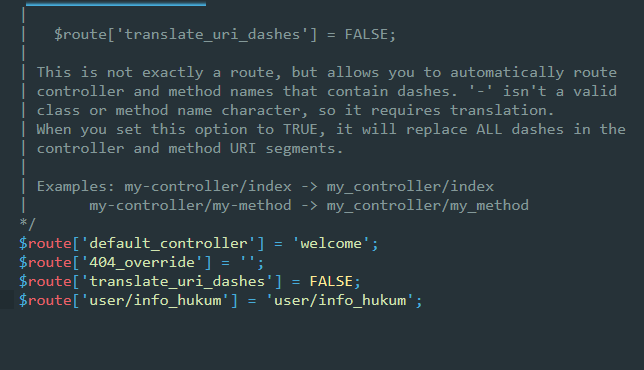 |
|   $route['translate_uri_dashes'] = FALSE;
|
| This is not exactly a route, but allows you to automatically route
| controller and method names that contain dashes. '-' isn't a valid
| class or method name character, so it requires translation.
| When you set this option to TRUE, it will replace ALL dashes in the
| controller and method URI segments.
|
| Examples: my-controller/index -> my_controller/index
|       my-controller/my-method -> my_controller/my_method
*/
$route['default_controller'] = 'welcome';
$route['404_override'] = '';
$route['translate_uri_dashes'] = FALSE;
$route['user/info_hukum'] = 'user/info_hukum';